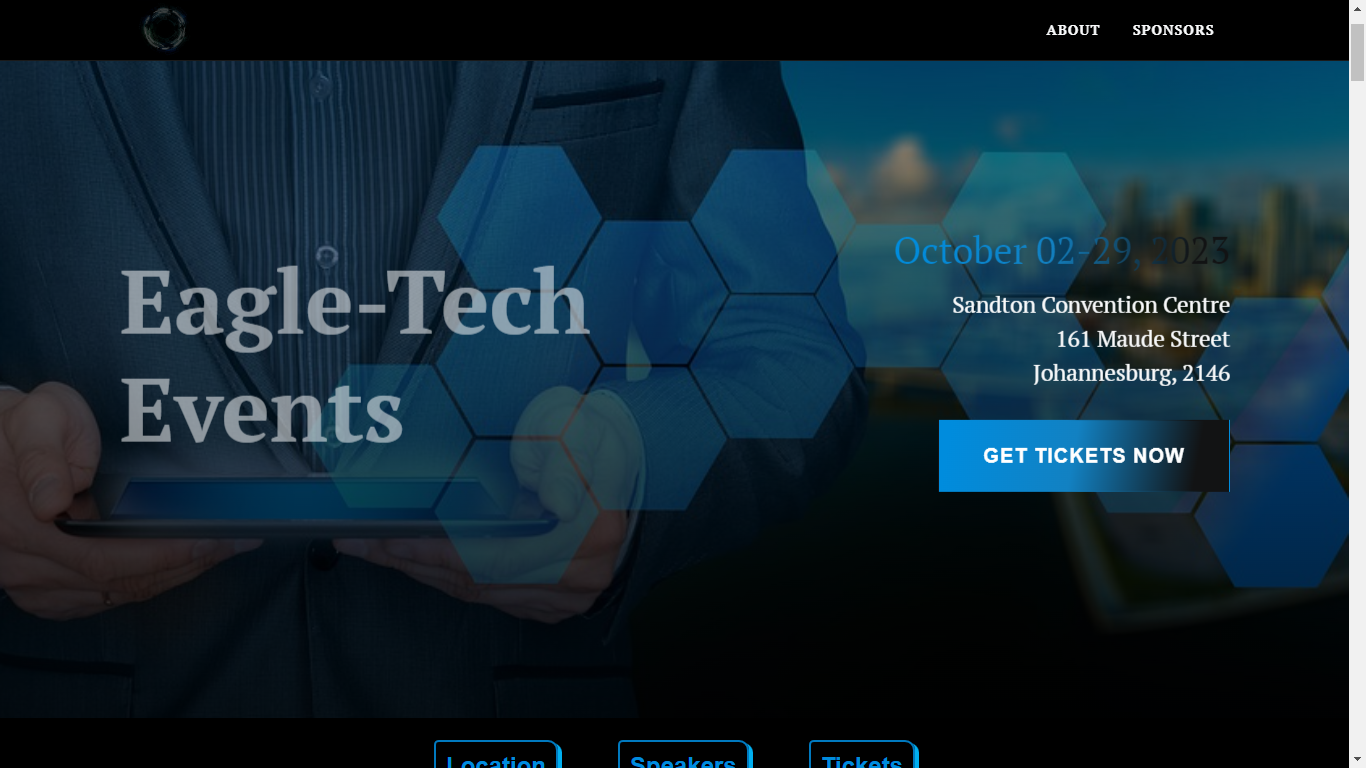 ABOUT SPONSORS
Eagle-Tech
Events
October 02-29, 2023
Sandton Convention Centre
161 Maude Street
Johannesburg, 2146
GET TICKETS NOW
Location Speakers Tickets